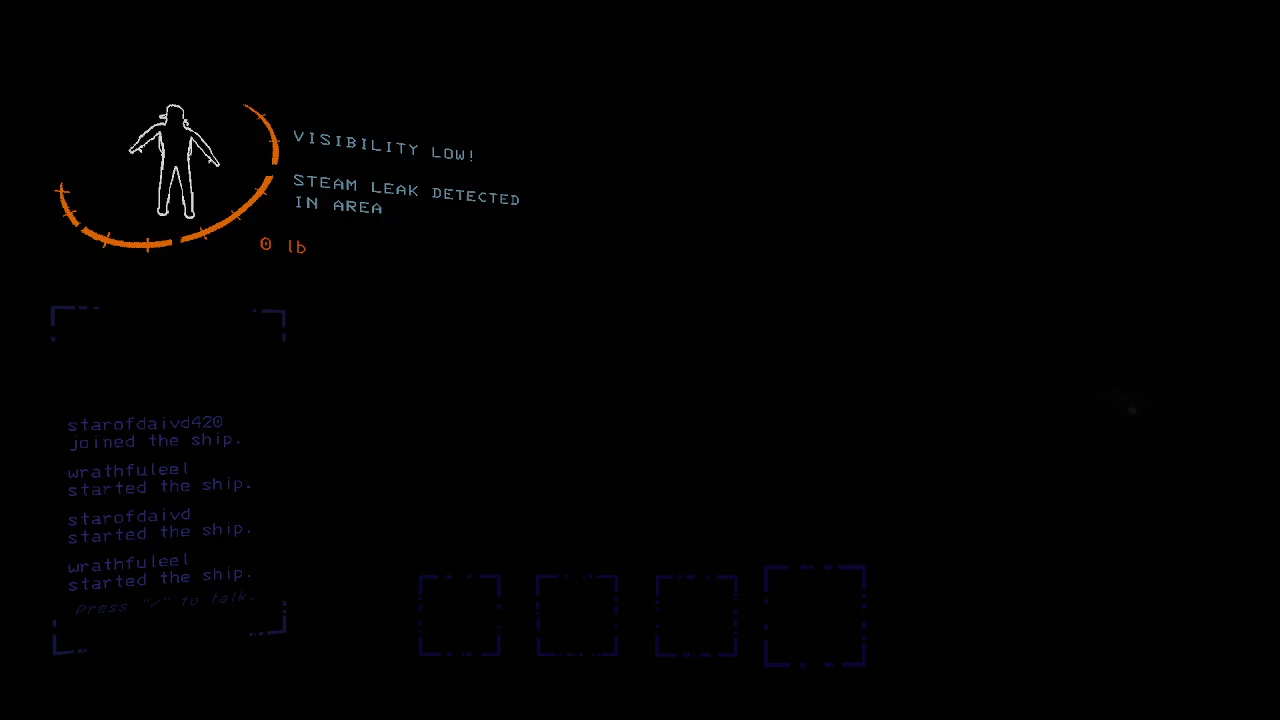 VISIBILITY LOW!
STEAM LEAK DETECTED
IN AREA
0 lb
starofdaivd420
joined the ship.
wrathfuleel
started the ship.
starofdaivd
started the ship.
wrathfuleel
started the ship.
Press "/" to talk.